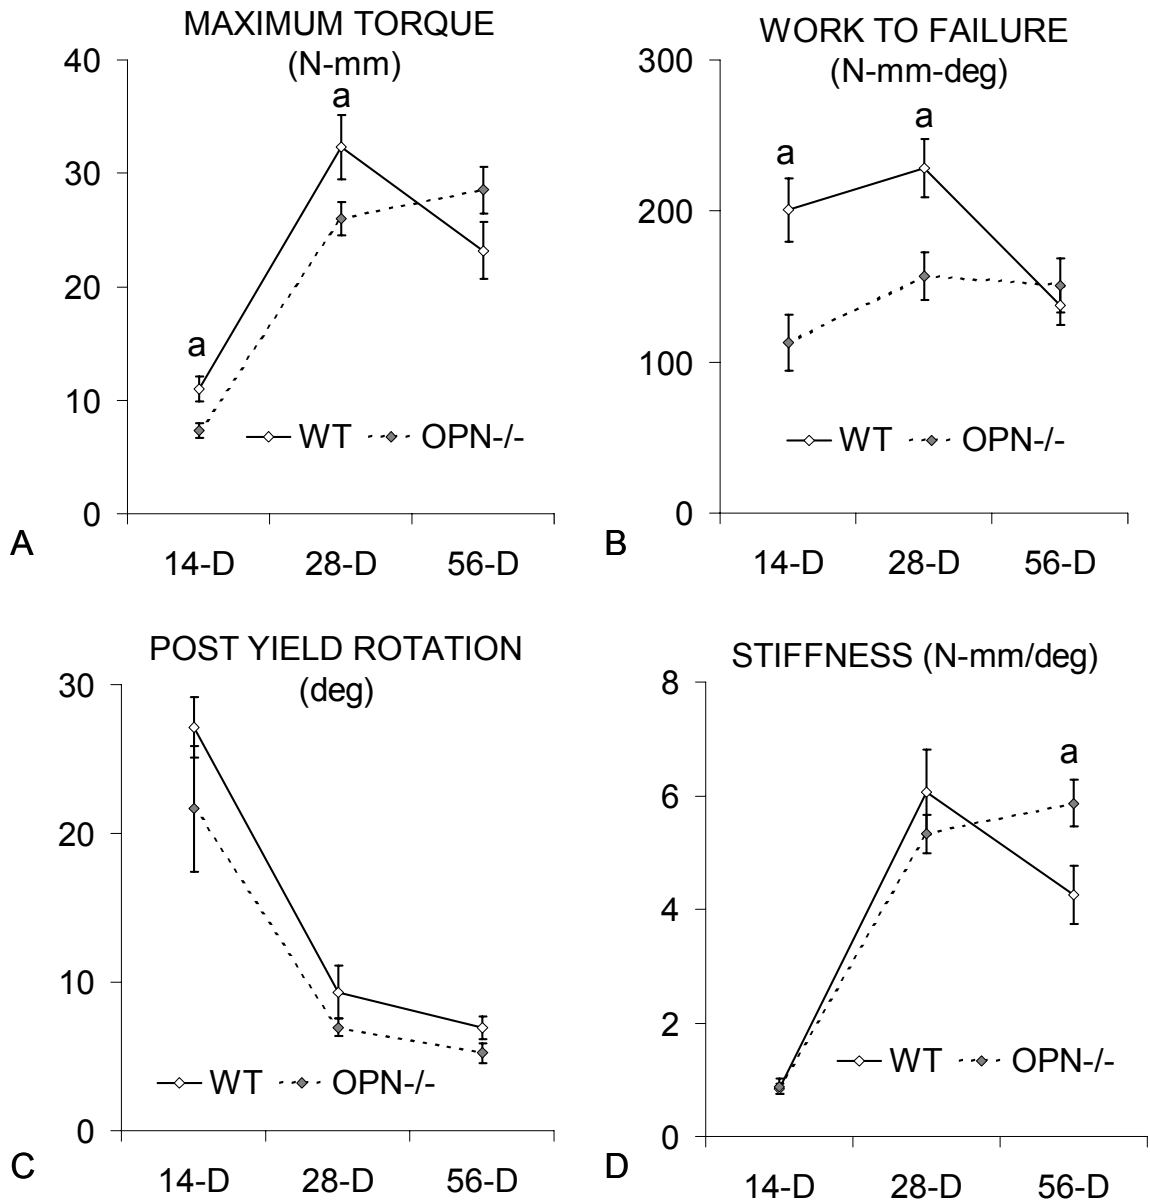 MAXIMUM TORQUE
(N-mm)
40
30
20
10
0
a
a
WT OPN-/-
14-D 28-D 56-D
A
WORK TO FAILURE
(N-mm-deg)
300
200
100
0
a
a
WT OPN-/-
14-D 28-D 56-D
B
POST YIELD ROTATION
(deg)
30
20
10
0
WT OPN-/-
14-D 28-D 56-D
C
STIFFNESS (N-mm/deg)
8
6
4
2
0
a
WT OPN-/-
14-D 28-D 56-D
D